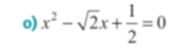 o) x² − √2x + 1/2 = 0